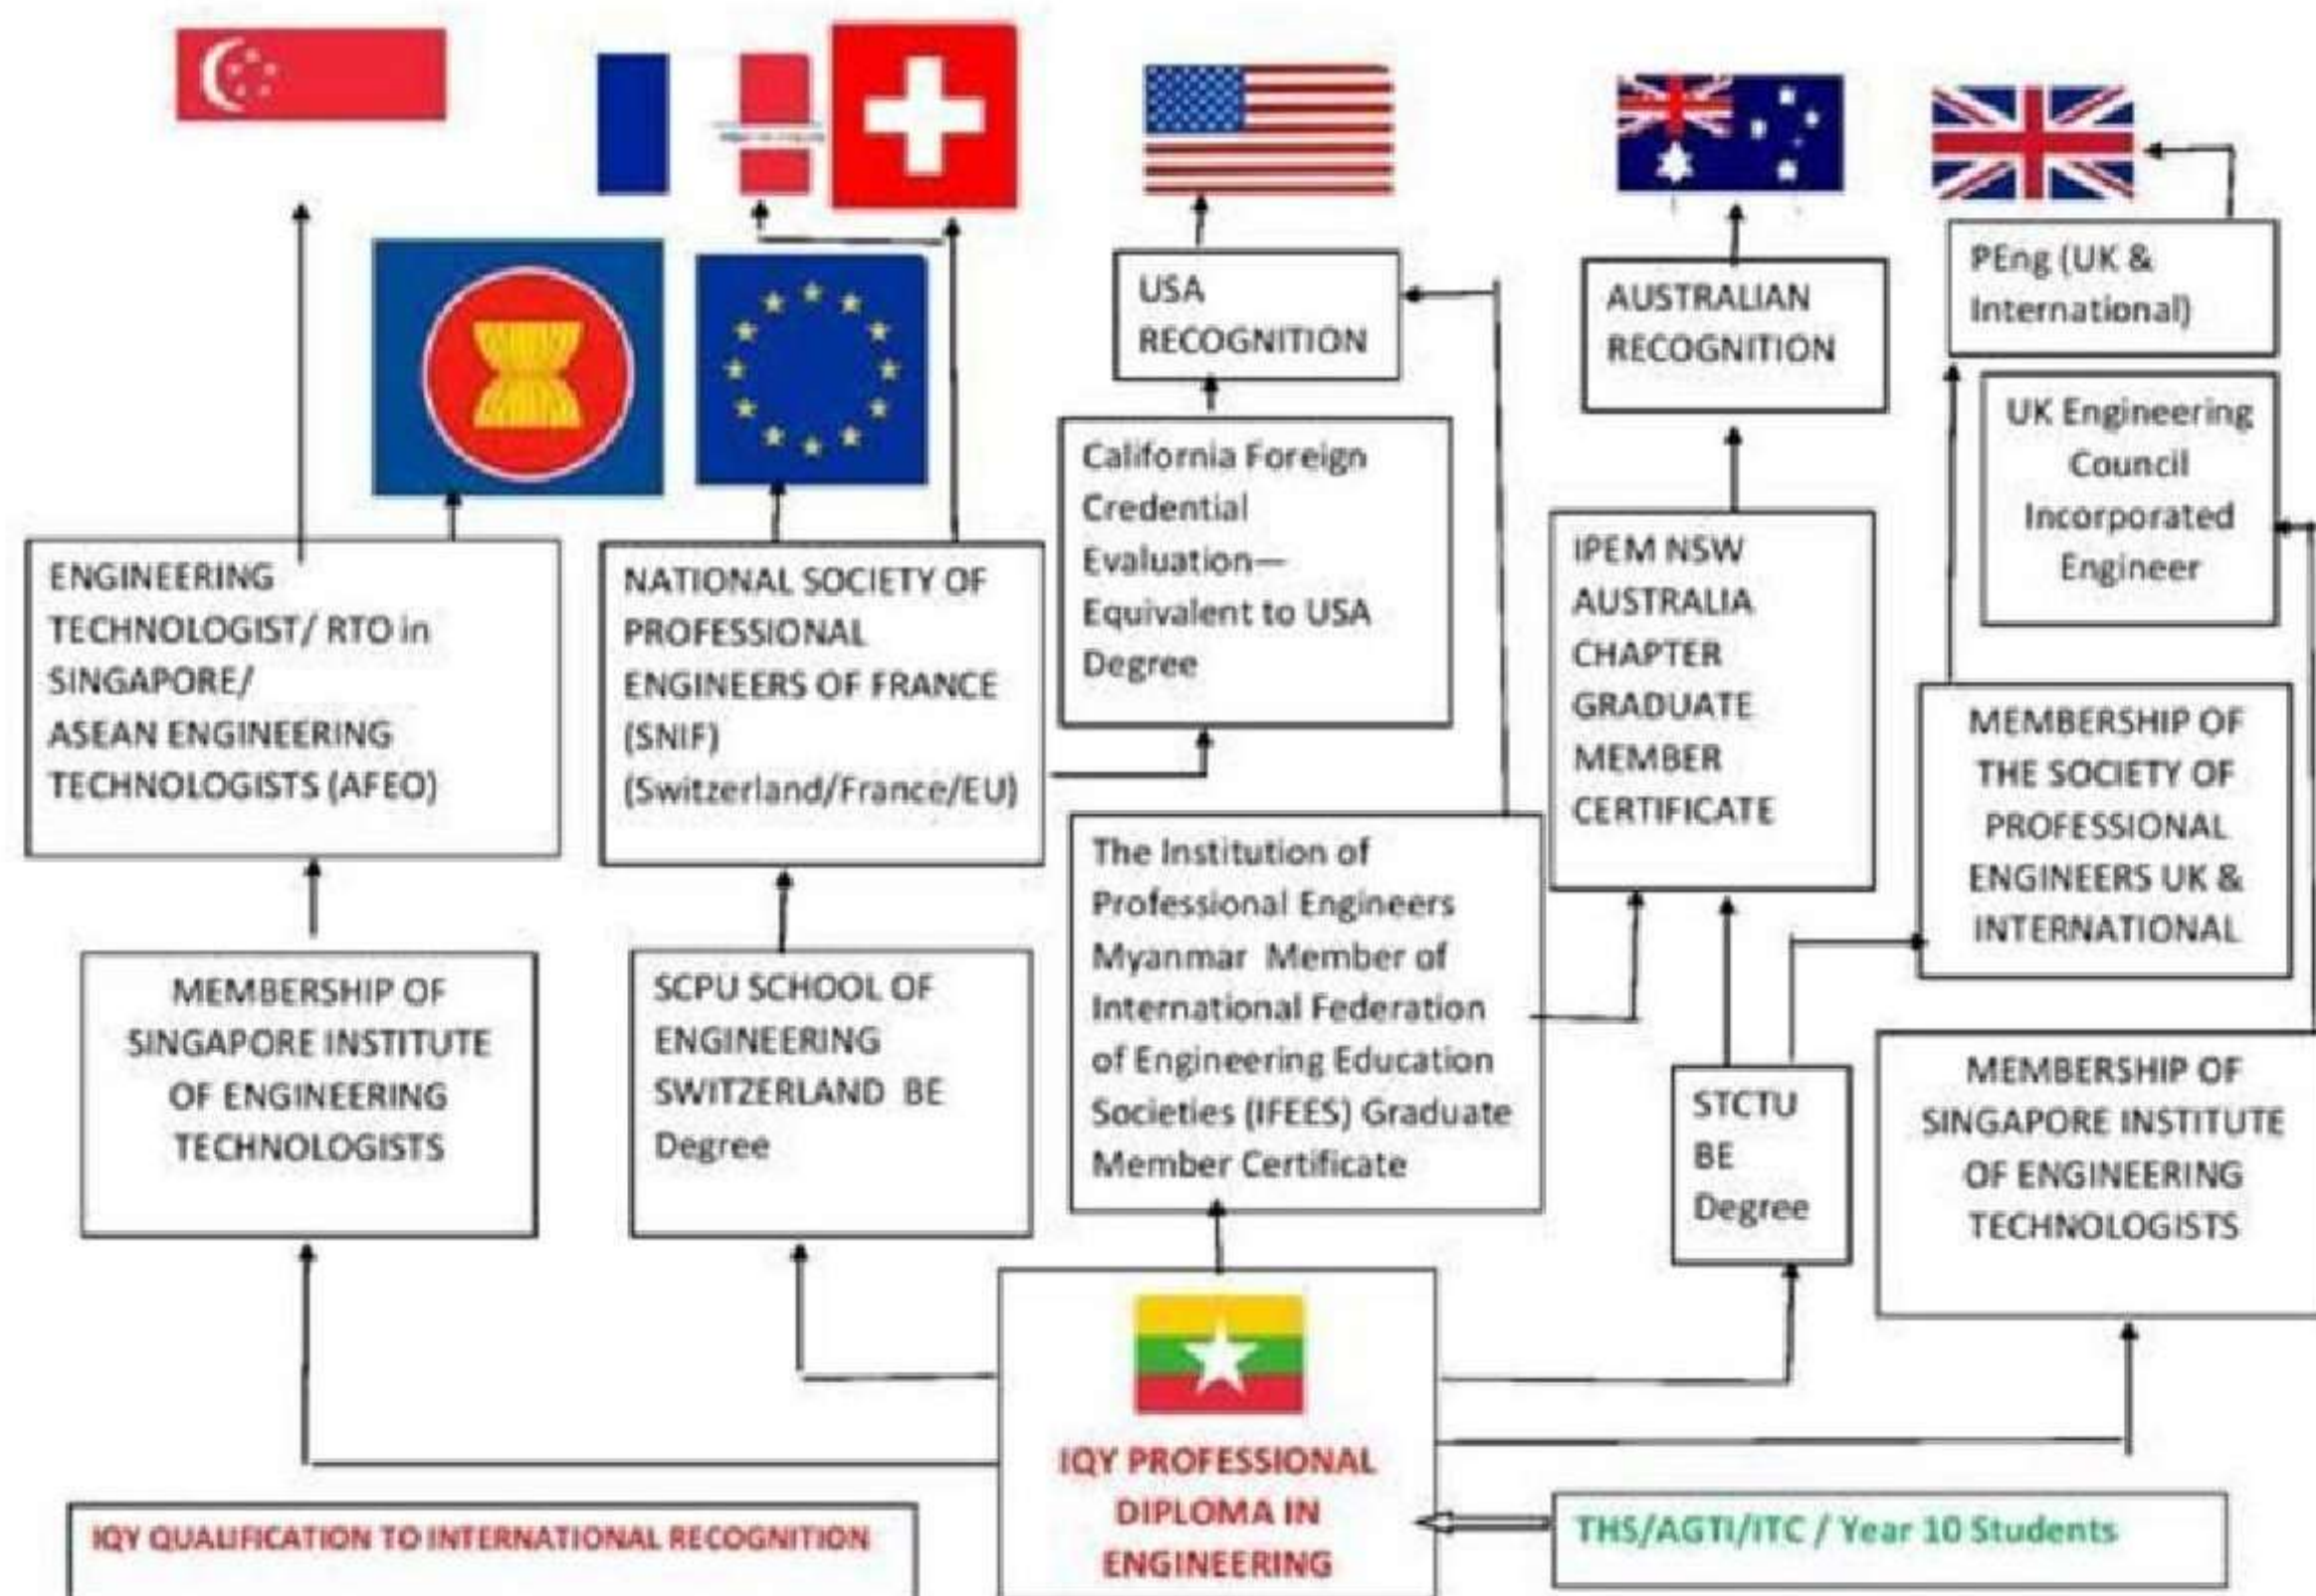 USA
RECOGNITION
AUSTRALIAN
RECOGNITION
PEng (UK &
International)
UK Engineering
Council
Incorporated
Engineer
California Foreign
Credential
Evaluation—
Equivalent to USA
Degree
ENGINEERING
TECHNOLOGIST/ RTO in
SINGAPORE/
ASEAN ENGINEERING
TECHNOLOGISTS (AFEO)
NATIONAL SOCIETY OF
PROFESSIONAL
ENGINEERS OF FRANCE
(SNIF)
(Switzerland/France/EU)
IPEM NSW
AUSTRALIA
CHAPTER
GRADUATE
MEMBER
CERTIFICATE
MEMBERSHIP OF
THE SOCIETY OF
PROFESSIONAL
ENGINEERS UK &
INTERNATIONAL
The Institution of
Professional Engineers
Myanmar Member of
International Federation
of Engineering Education
Societies (IFEES) Graduate
Member Certificate
MEMBERSHIP OF
SINGAPORE INSTITUTE
OF ENGINEERING
TECHNOLOGISTS
SCPU SCHOOL OF
ENGINEERING
SWITZERLAND BE
Degree
STCTU
BE
Degree
MEMBERSHIP OF
SINGAPORE INSTITUTE
OF ENGINEERING
TECHNOLOGISTS
IQY PROFESSIONAL
DIPLOMA IN
ENGINEERING
IQY QUALIFICATION TO INTERNATIONAL RECOGNITION
THS/AGTI/ITC / Year 10 Students